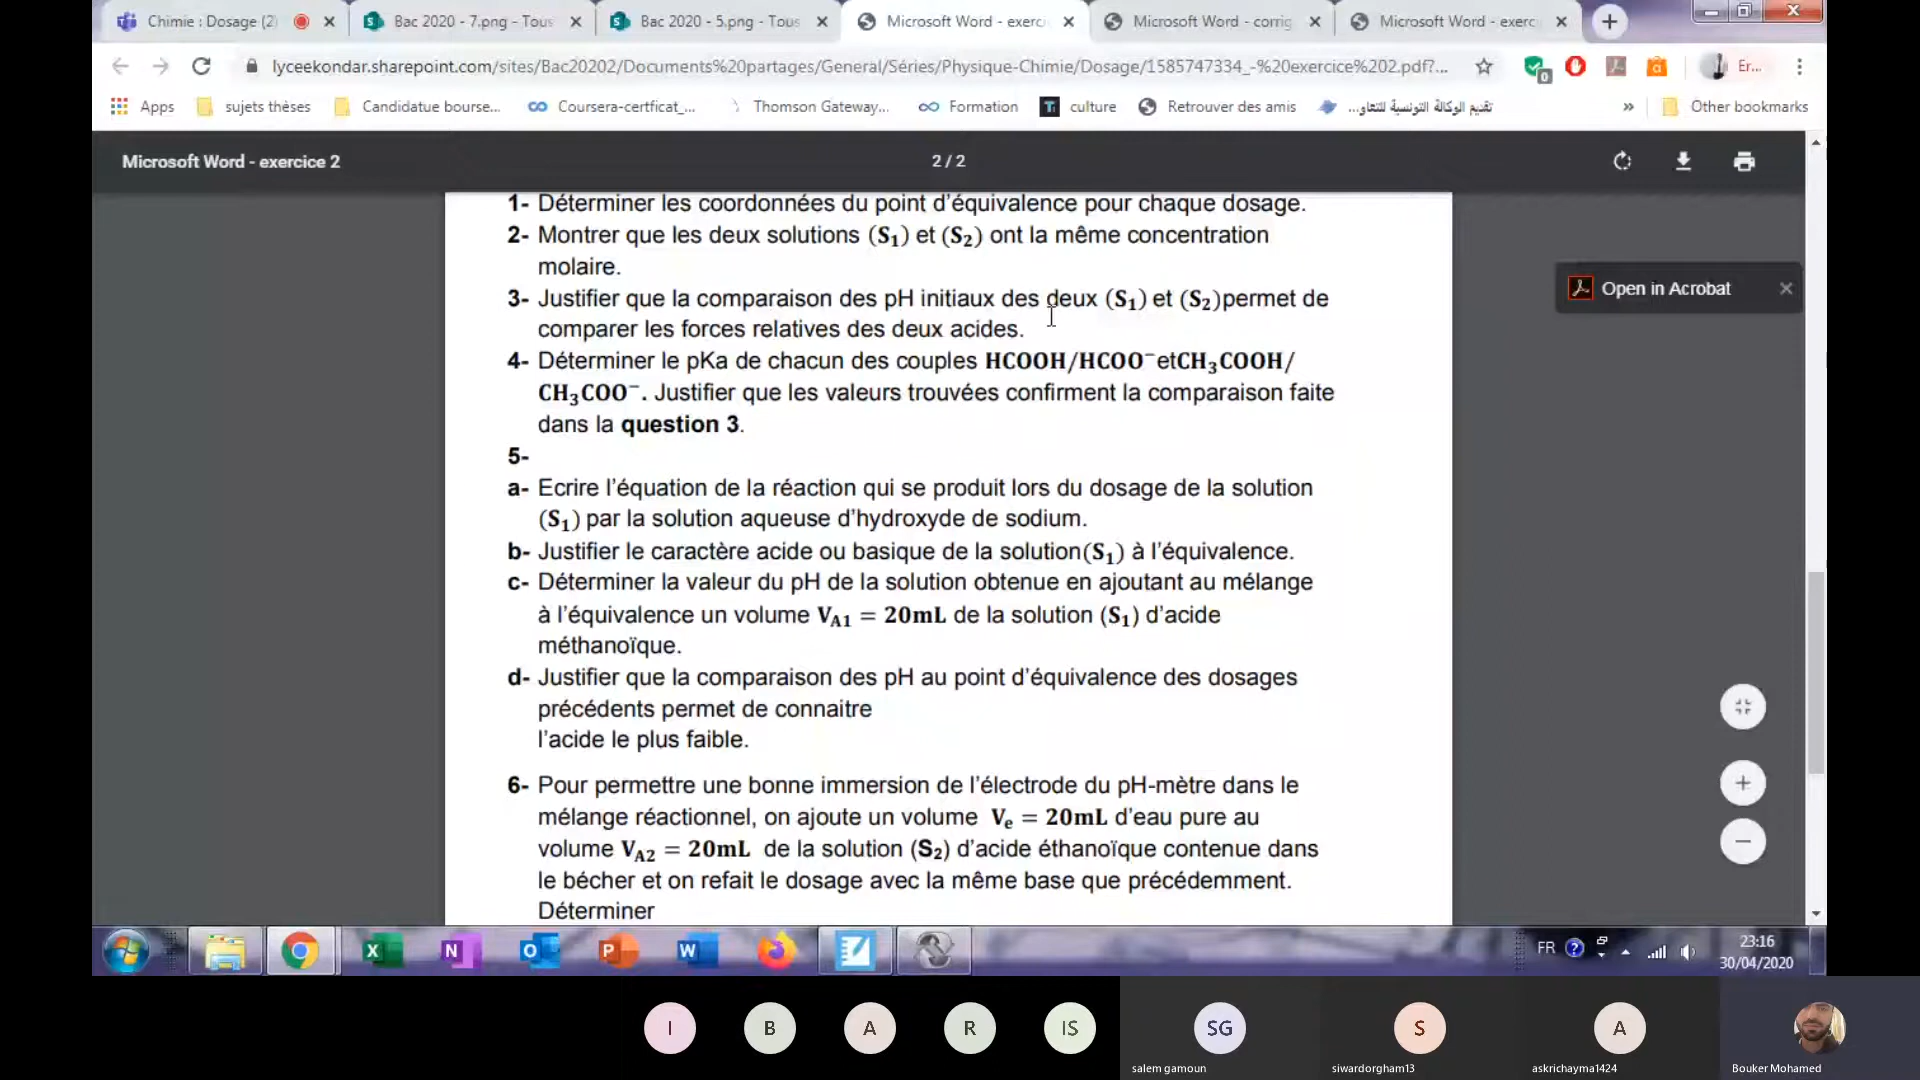 Chimie : Dosage (2)
Bac 2020 - 7.png - Tous
Bac 2020 - 5.png - Tous
Microsoft Word - exerc
Microsoft Word - corrig
Microsoft Word - exerc
lyceekondar.sharepoint.com/sites/Bac20202/Documents%20partages/General/Séries/Physique-Chimie/Dosage/1585747334_-%20exercice%202.pdf?...
0
Er...
Apps
sujets thèses
Candidatue bourse...
Coursera-certficat_...
Thomson Gateway...
Formation
culture
Retrouver des amis
تقديم الوكالة التونسية للتعاو...
»
Other bookmarks
Microsoft Word - exercice 2
2 / 2
1- Déterminer les coordonnées du point d'équivalence pour chaque dosage.
2- Montrer que les deux solutions (S₁) et (S₂) ont la même concentration
molaire.
3- Justifier que la comparaison des pH initiaux des deux (S₁) et (S₂)permet de
comparer les forces relatives des deux acides.
4- Déterminer le pKa de chacun des couples HCOOH/HCOO⁻etCH₃COOH/
CH₃COO⁻. Justifier que les valeurs trouvées confirment la comparaison faite
dans la question 3.
5-
a- Ecrire l'équation de la réaction qui se produit lors du dosage de la solution
(S₁) par la solution aqueuse d'hydroxyde de sodium.
b- Justifier le caractère acide ou basique de la solution(S₁) à l'équivalence.
c- Déterminer la valeur du pH de la solution obtenue en ajoutant au mélange
à l'équivalence un volume V_A1 = 20mL de la solution (S₁) d'acide
méthanoïque.
d- Justifier que la comparaison des pH au point d'équivalence des dosages
précédents permet de connaitre
l'acide le plus faible.
6- Pour permettre une bonne immersion de l'électrode du pH-mètre dans le
mélange réactionnel, on ajoute un volume Vₑ = 20mL d'eau pure au
volume V_A2 = 20mL de la solution (S₂) d'acide éthanoïque contenue dans
le bécher et on refait le dosage avec la même base que précédemment.
Déterminer
Open in Acrobat
FR
23:16
30/04/2020
I
B
A
R
IS
SG
S
A
salem gamoun
siwardorgham13
askrichayma1424
Bouker Mohamed